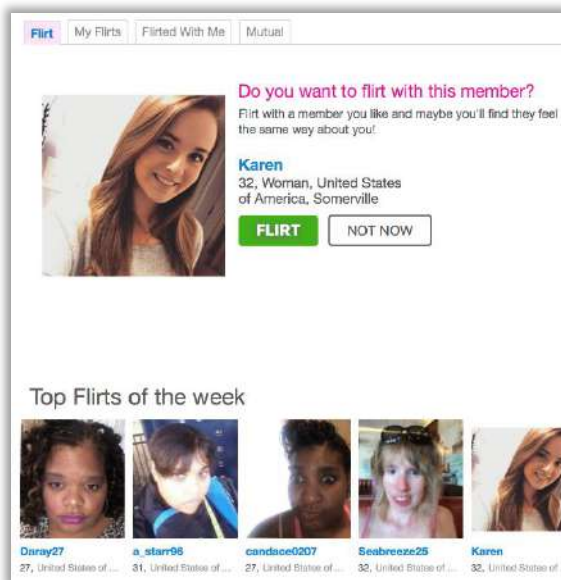 Flirt My Flirts Flirted With Me Mutual
Do you want to flirt with this member?
Flirt with a member you like and maybe you'll find they feel
the same way about you!
Karen
32, Woman, United States
of America, Somerville
FLIRT NOT NOW
Top Flirts of the week
Daray27 a_starr96 candace0207 Seabreeze25 Karen
27, United States of ... 31, United States of ... 27, United States of ... 32, United States of ... 32, United States of